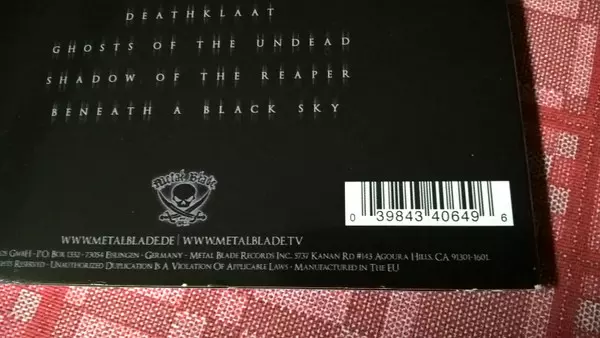 DEATHKLAAT
GHOSTS OF THE UNDEAD
SHADOW OF THE REAPER
BENEATH A BLACK SKY
Metal Blade
0 39843 40649 6
WWW.METALBLADE.DE | WWW.METALBLADE.TV
GMBH - P.O. BOX 1332 - 73054 EISLINGEN - GERMANY - METAL BLADE RECORDS INC. 5737 KANAN RD #143 AGOURA HILLS, CA 91301-1601.
RESERVED - UNAUTHORIZED DUPLICATION IS A VIOLATION OF APPLICABLE LAWS - MANUFACTURED IN THE EU